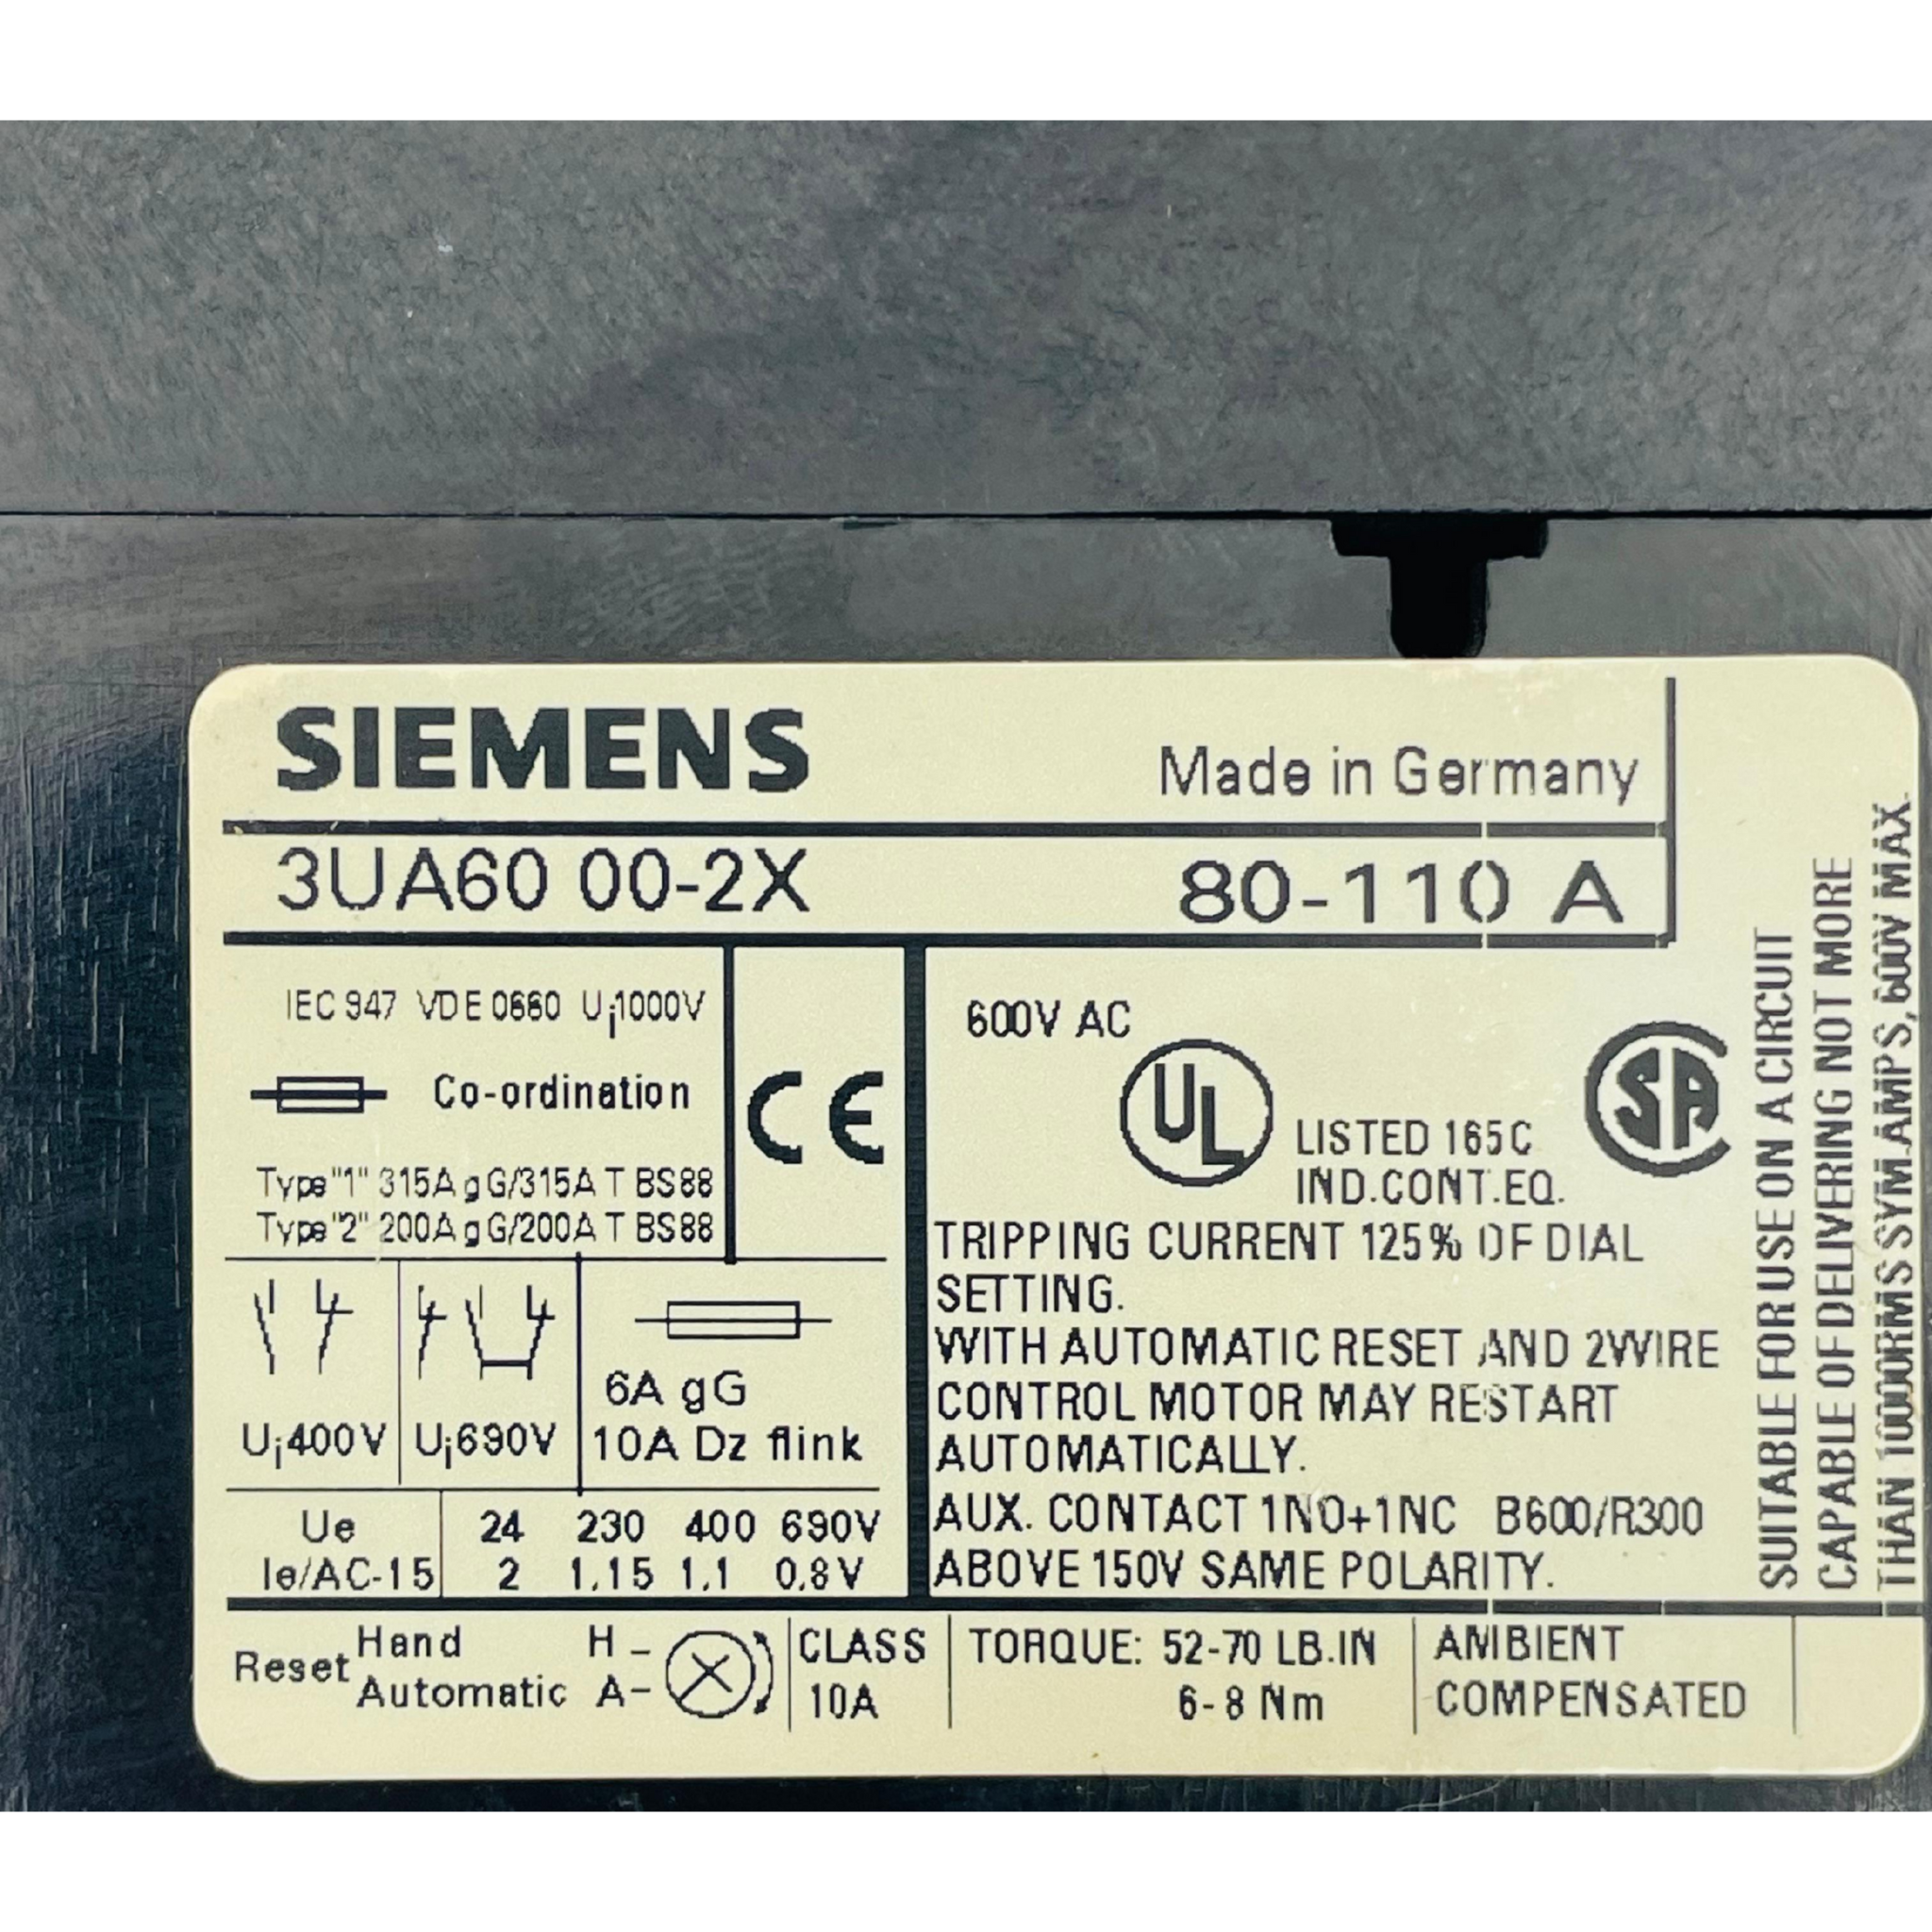 SIEMENS
Made in Germany
3UA60 00-2X
80-110 A
IEC 947 VDE 0660 Ui1000V
Co-ordination
Type "1" 315A gG/315A T BS88
Type "2" 200A gG/200A T BS88
CE
Ui400V
Ui690V
6A gG
10A Dz flink
Ue 24 230 400 690V
Ie/AC-15 2 1,15 1,1 0,8V
600V AC
UL
LISTED 165C
IND.CONT.EQ.
SA
TRIPPING CURRENT 125% OF DIAL
SETTING.
WITH AUTOMATIC RESET AND 2WIRE
CONTROL MOTOR MAY RESTART
AUTOMATICALLY.
AUX. CONTACT 1NO+1NC B600/R300
ABOVE 150V SAME POLARITY.
SUITABLE FOR USE ON A CIRCUIT
CAPABLE OF DELIVERING NOT MORE
THAN 10000RMS SYM.AMPS, 600V MAX.
Reset
Hand H -
Automatic A-
CLASS
10A
TORQUE: 52-70 LB.IN
6-8 Nm
AMBIENT
COMPENSATED